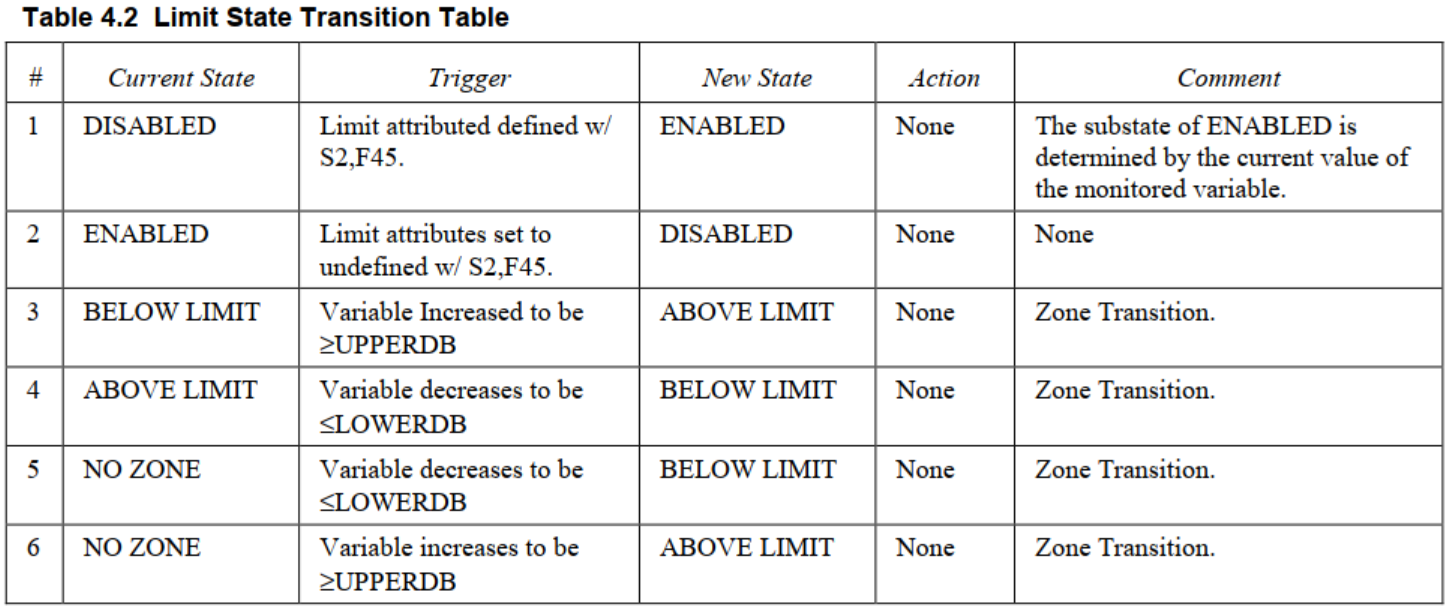 Table 4.2  Limit State Transition Table
# Current State Trigger New State Action Comment
1 DISABLED Limit attributed defined w/ ENABLED None The substate of ENABLED is
S2,F45. determined by the current value of
the monitored variable.
2 ENABLED Limit attributes set to DISABLED None None
undefined w/ S2,F45.
3 BELOW LIMIT Variable Increased to be ABOVE LIMIT None Zone Transition.
≥UPPERDB
4 ABOVE LIMIT Variable decreases to be BELOW LIMIT None Zone Transition.
≤LOWERDB
5 NO ZONE Variable decreases to be BELOW LIMIT None Zone Transition.
≤LOWERDB
6 NO ZONE Variable increases to be ABOVE LIMIT None Zone Transition.
≥UPPERDB